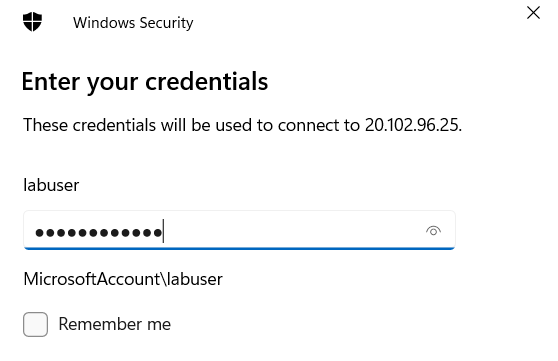 Windows Security
Enter your credentials
These credentials will be used to connect to 20.102.96.25.
labuser
●●●●●●●●●●●●
MicrosoftAccount\labuser
Remember me